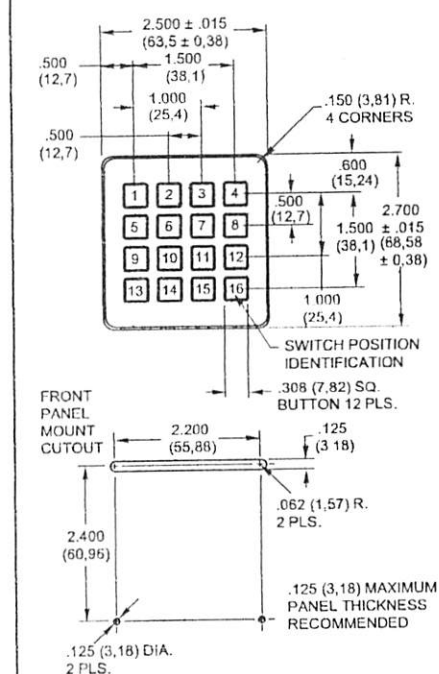 2.500 ± .015
(63,5 ± 0,38)
.500
(12,7)
1.500
(38,1)
1.000
(25,4)
.150 (3,81) R.
4 CORNERS
.500
(12,7)
.600
(15,24)
1 2 3 4
.500
(12,7)
2.700
± .015
(68,58
± 0,38)
5 6 7 8
1.500
(38,1)
9 10 11 12
13 14 15 16
1.000
(25,4)
SWITCH POSITION
IDENTIFICATION
.308 (7,82) SQ.
BUTTON 12 PLS.
FRONT
PANEL
MOUNT
CUTOUT
2.200
(55,88)
.125
(3 18)
.062 (1,57) R.
2 PLS.
2.400
(60,96)
.125 (3,18) MAXIMUM
PANEL THICKNESS
RECOMMENDED
.125 (3,18) DIA.
2 PLS.